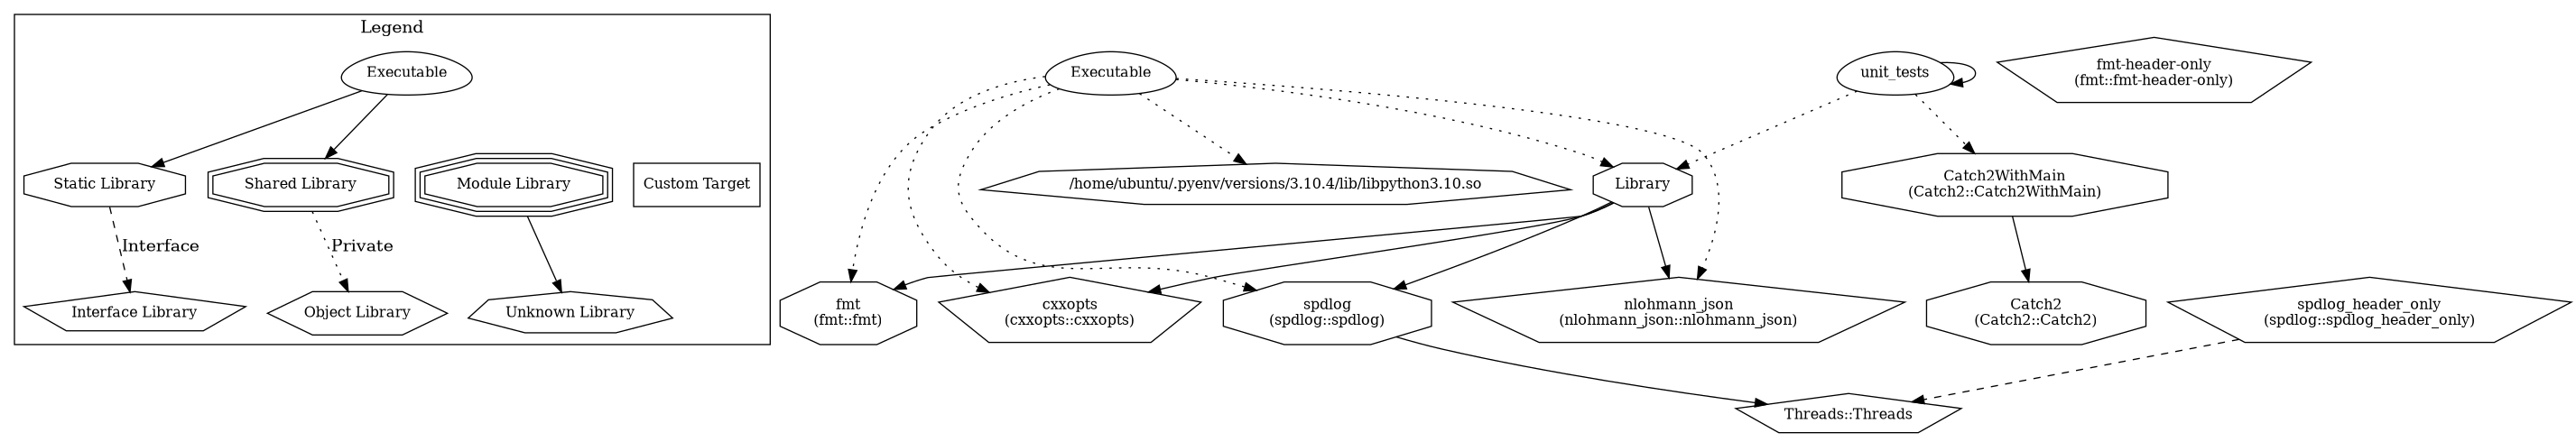 Legend
Executable
Static Library
Shared Library
Module Library
Custom Target
Interface
Private
Interface Library
Object Library
Unknown Library
Executable
unit_tests
fmt-header-only
(fmt::fmt-header-only)
/home/ubuntu/.pyenv/versions/3.10.4/lib/libpython3.10.so
Library
Catch2WithMain
(Catch2::Catch2WithMain)
fmt
(fmt::fmt)
cxxopts
(cxxopts::cxxopts)
spdlog
(spdlog::spdlog)
nlohmann_json
(nlohmann_json::nlohmann_json)
Catch2
(Catch2::Catch2)
spdlog_header_only
(spdlog::spdlog_header_only)
Threads::Threads